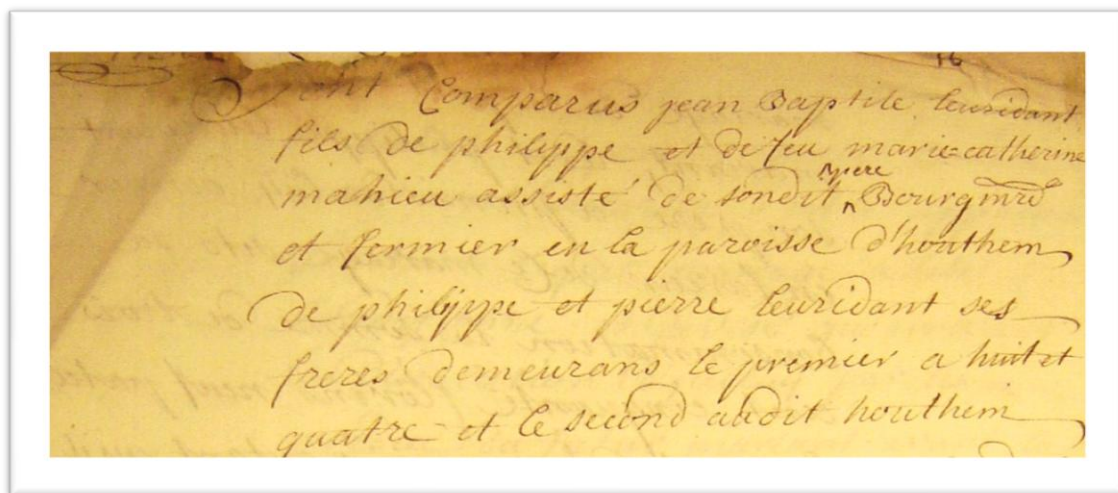 16
Sont Comparus jean Baptite leuridant
fils de philippe et de feu marie=catherine
mahieu assisté de sondit ^pere Bourgmre
et fermier en la paroisse d'houthem
de philippe et pierre leuridant ses
freres demeurans le premier a huit et
quatre et le second audit houthem